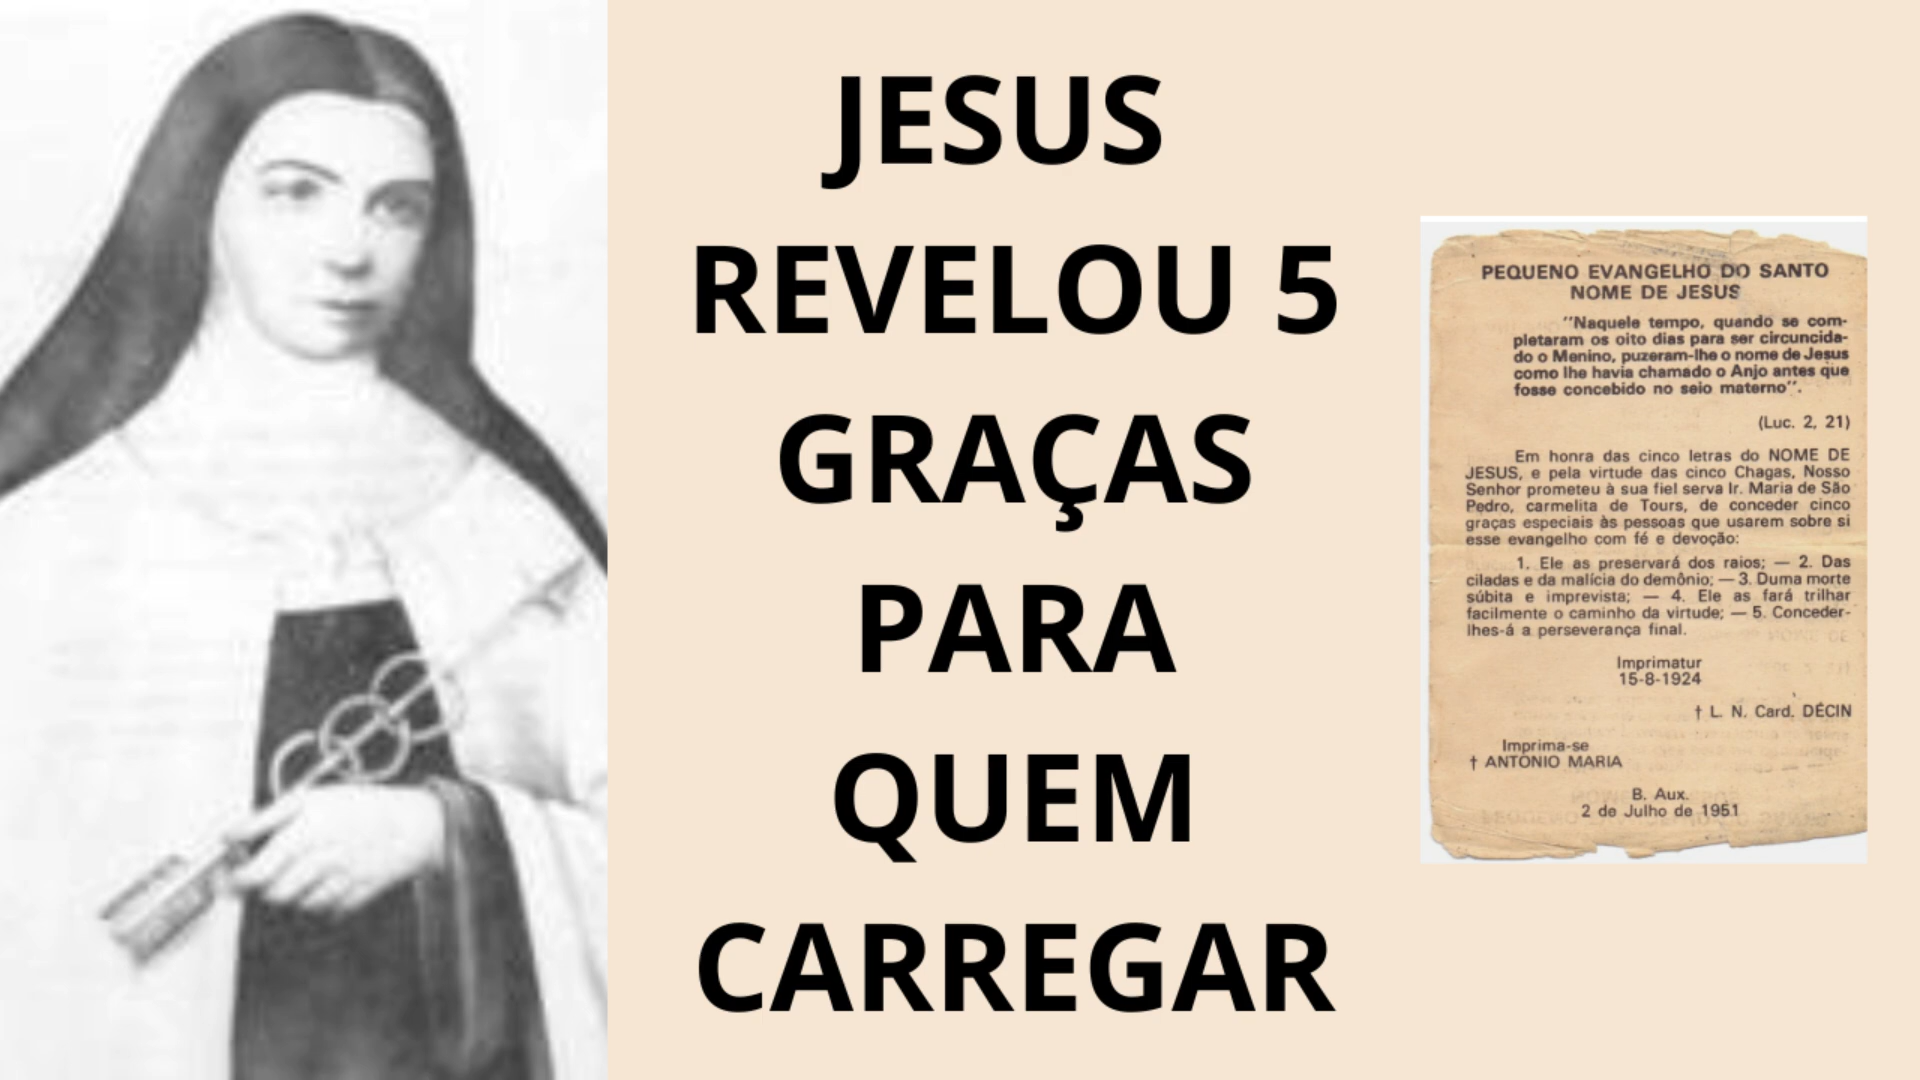 JESUS
REVELOU 5
GRAÇAS
PARA
QUEM
CARREGAR
PEQUENO EVANGELHO DO SANTO
NOME DE JESUS
"Naquele tempo, quando se com-
pletaram os oito dias para ser circuncida-
do o Menino, puzeram-lhe o nome de Jesus
como lhe havia chamado o Anjo antes que
fosse concebido no seio materno".
(Luc. 2, 21)
Em honra das cinco letras do NOME DE
JESUS, e pela virtude das cinco Chagas, Nosso
Senhor prometeu à sua fiel serva Ir. Maria de São
Pedro, carmelita de Tours, de conceder cinco
graças especiais às pessoas que usarem sobre si
esse evangelho com fé e devoção:
1. Ele as preservará dos raios; — 2. Das
ciladas e da malícia do demônio; — 3. Duma morte
súbita e imprevista; — 4. Ele as fará trilhar
facilmente o caminho da virtude; — 5. Conceder-
lhes-á a perseverança final.
Imprimatur
15-8-1924
† L. N. Card. DÉCIN
Imprima-se
† ANTONIO MARIA
B. Aux.
2 de Julho de 1951